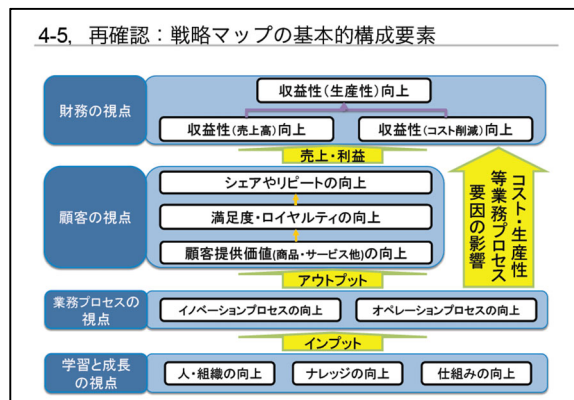 4-5, 再確認：戦略マップの基本的構成要素
財務の視点
収益性(生産性)向上
収益性(売上高)向上
収益性(コスト削減)向上
売上・利益
顧客の視点
シェアやリピートの向上
満足度・ロイヤルティの向上
顧客提供価値(商品・サービス他)の向上
コスト・生産性
等業務プロセス
要因の影響
アウトプット
業務プロセスの
視点
イノベーションプロセスの向上
オペレーションプロセスの向上
インプット
学習と成長
の視点
人・組織の向上
ナレッジの向上
仕組みの向上